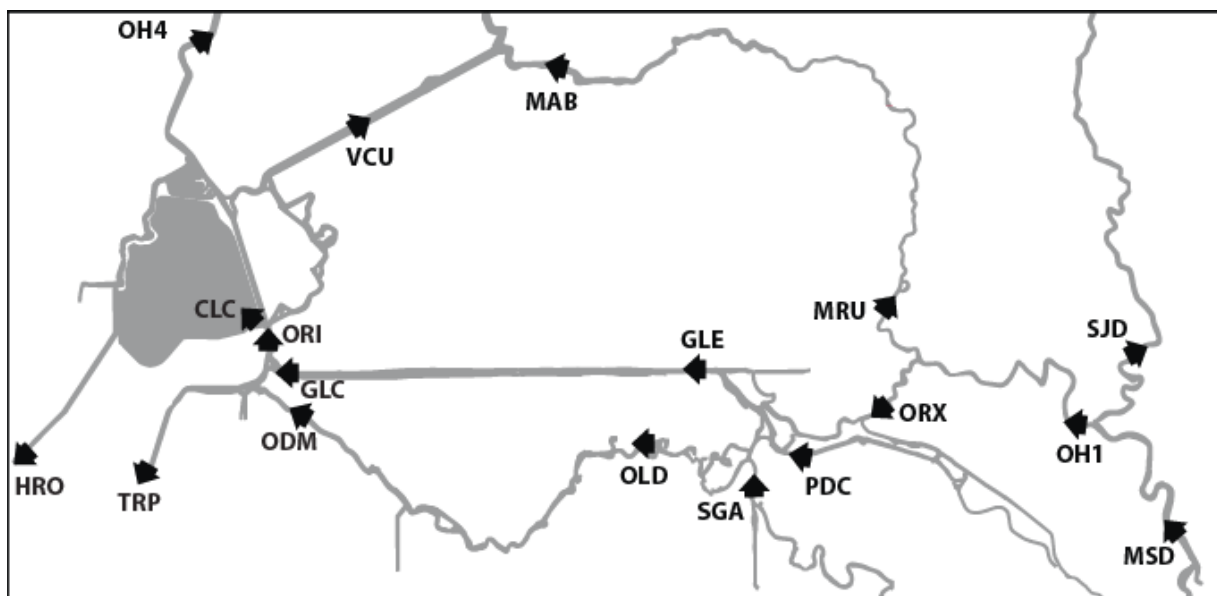 OH4
MAB
VCU
CLC
ORI
MRU
SJD
GLE
GLC
ORX
ODM
OH1
OLD
HRO
TRP
PDC
SGA
MSD